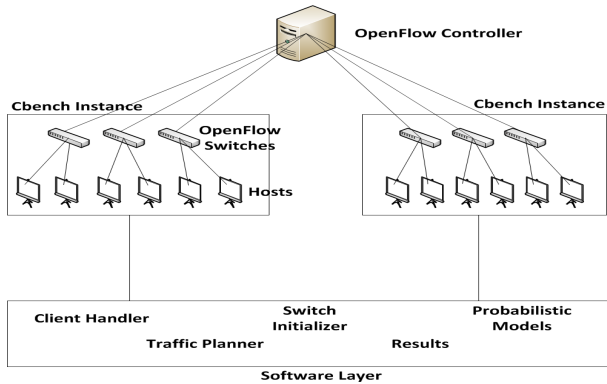 OpenFlow Controller
Cbench Instance
Cbench Instance
OpenFlow
Switches
Hosts
Client Handler
Switch
Initializer
Probabilistic
Models
Traffic Planner
Results
Software Layer